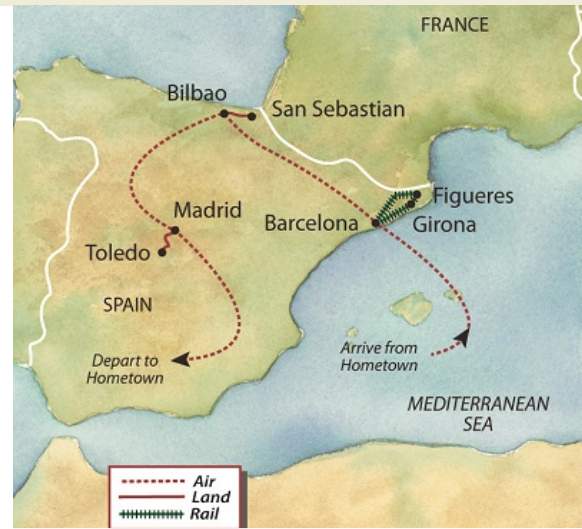 FRANCE
Bilbao
San Sebastian
Figueres
Madrid
Barcelona
Girona
Toledo
SPAIN
Depart to
Hometown
Arrive from
Hometown
MEDITERRANEAN
SEA
Air
Land
Rail